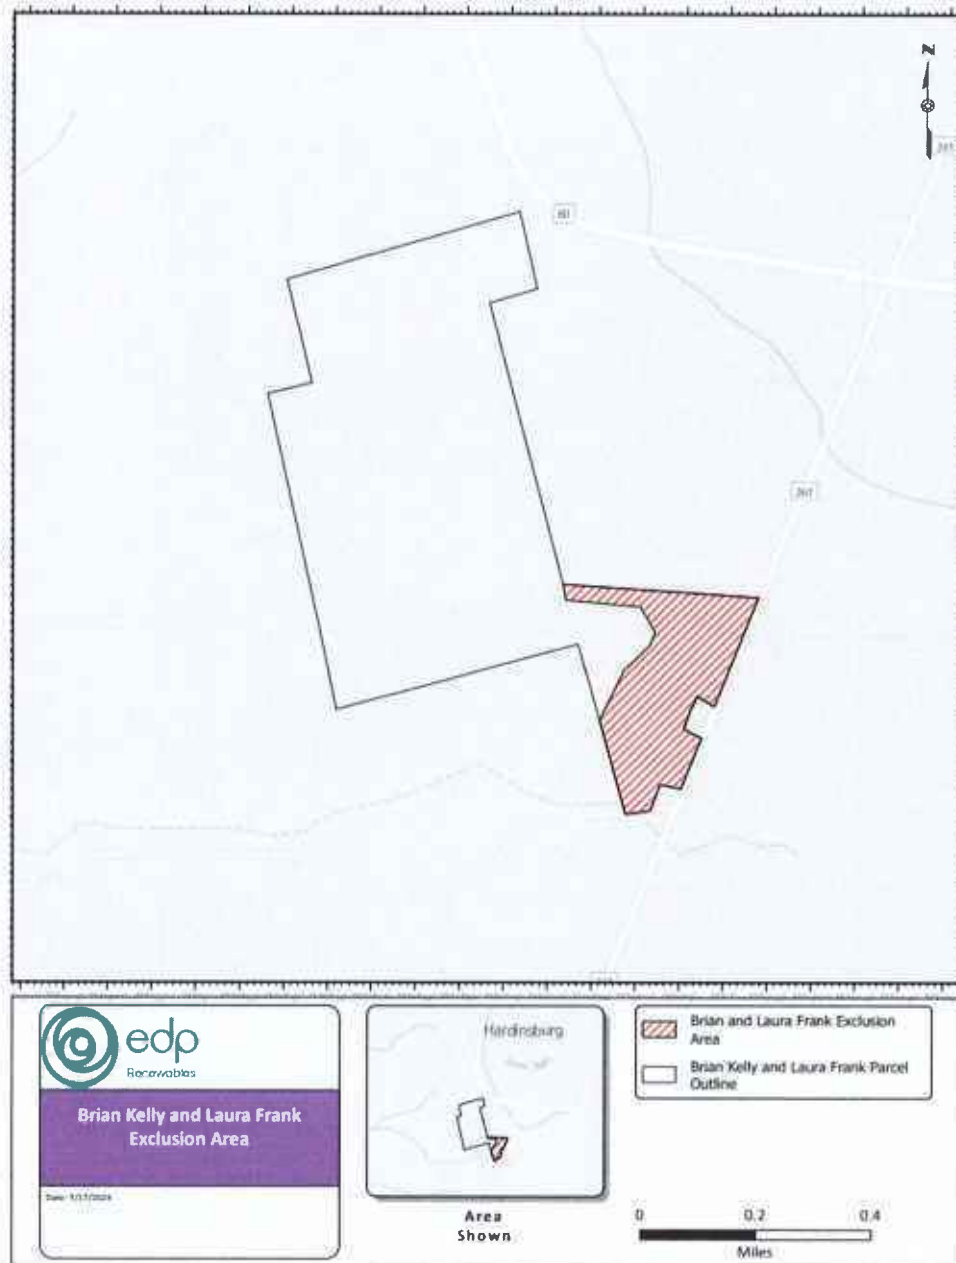 N
60
261
edp
Renewables
Brian Kelly and Laura Frank
Exclusion Area
Hardinsburg
Area
Shown
Brian and Laura Frank Exclusion
Area
Brian Kelly and Laura Frank Parcel
Outline
0
0.2
0.4
Miles